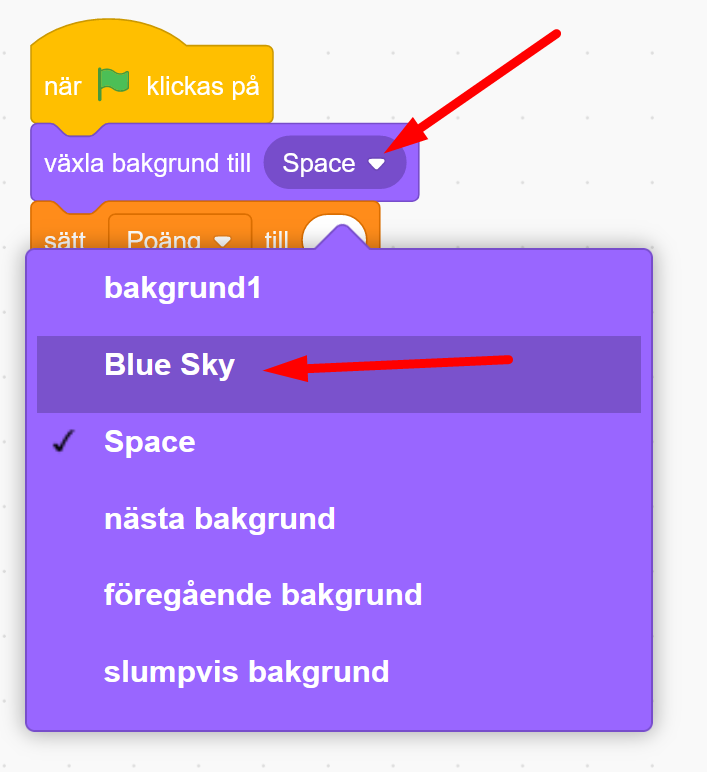 när klickas på
växla bakgrund till Space
sätt Poäng till
bakgrund1
Blue Sky
Space
nästa bakgrund
föregående bakgrund
slumpvis bakgrund